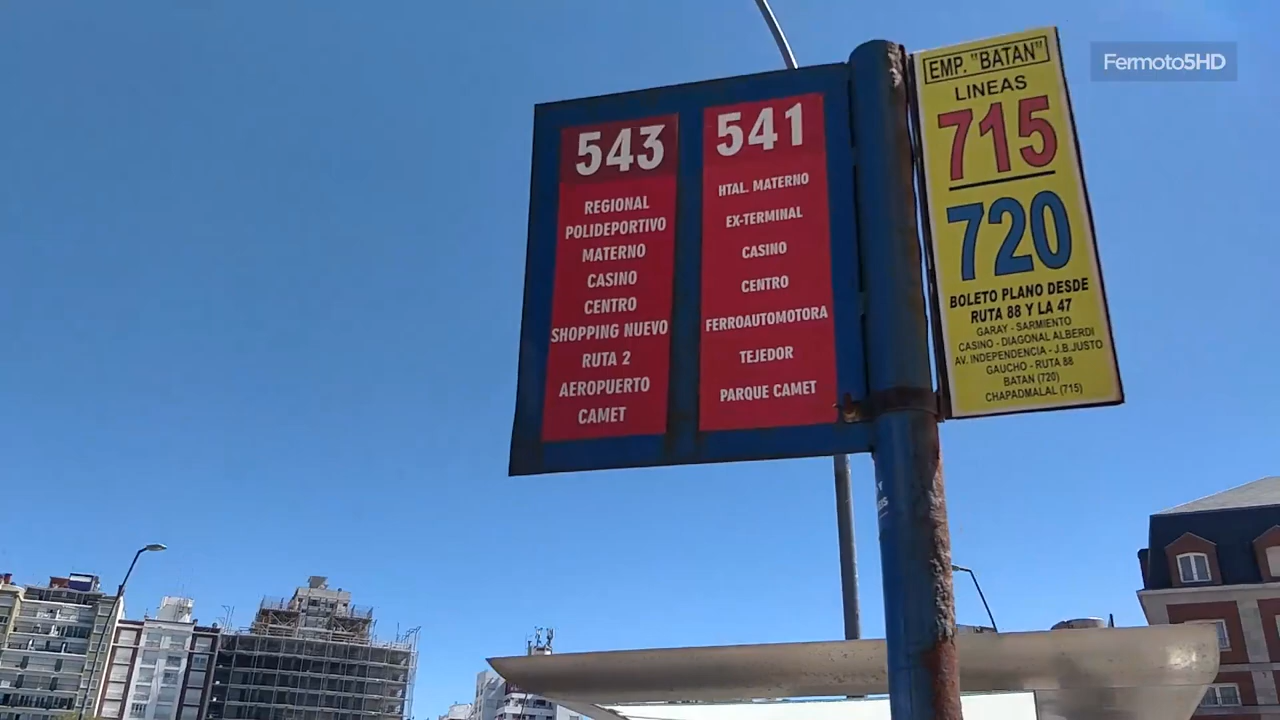 Fermoto5HD
543
REGIONAL
POLIDEPORTIVO
MATERNO
CASINO
CENTRO
SHOPPING NUEVO
RUTA 2
AEROPUERTO
CAMET
541
HTAL. MATERNO
EX-TERMINAL
CASINO
CENTRO
FERROAUTOMOTORA
TEJEDOR
PARQUE CAMET
EMP. "BATAN"
LINEAS
715
720
BOLETO PLANO DESDE
RUTA 88 Y LA 47
GARAY - SARMIENTO
CASINO - DIAGONAL ALBERDI
AV. INDEPENDENCIA - J.B.JUSTO
GAUCHO - RUTA 88
BATAN (720)
CHAPADMALAL (715)